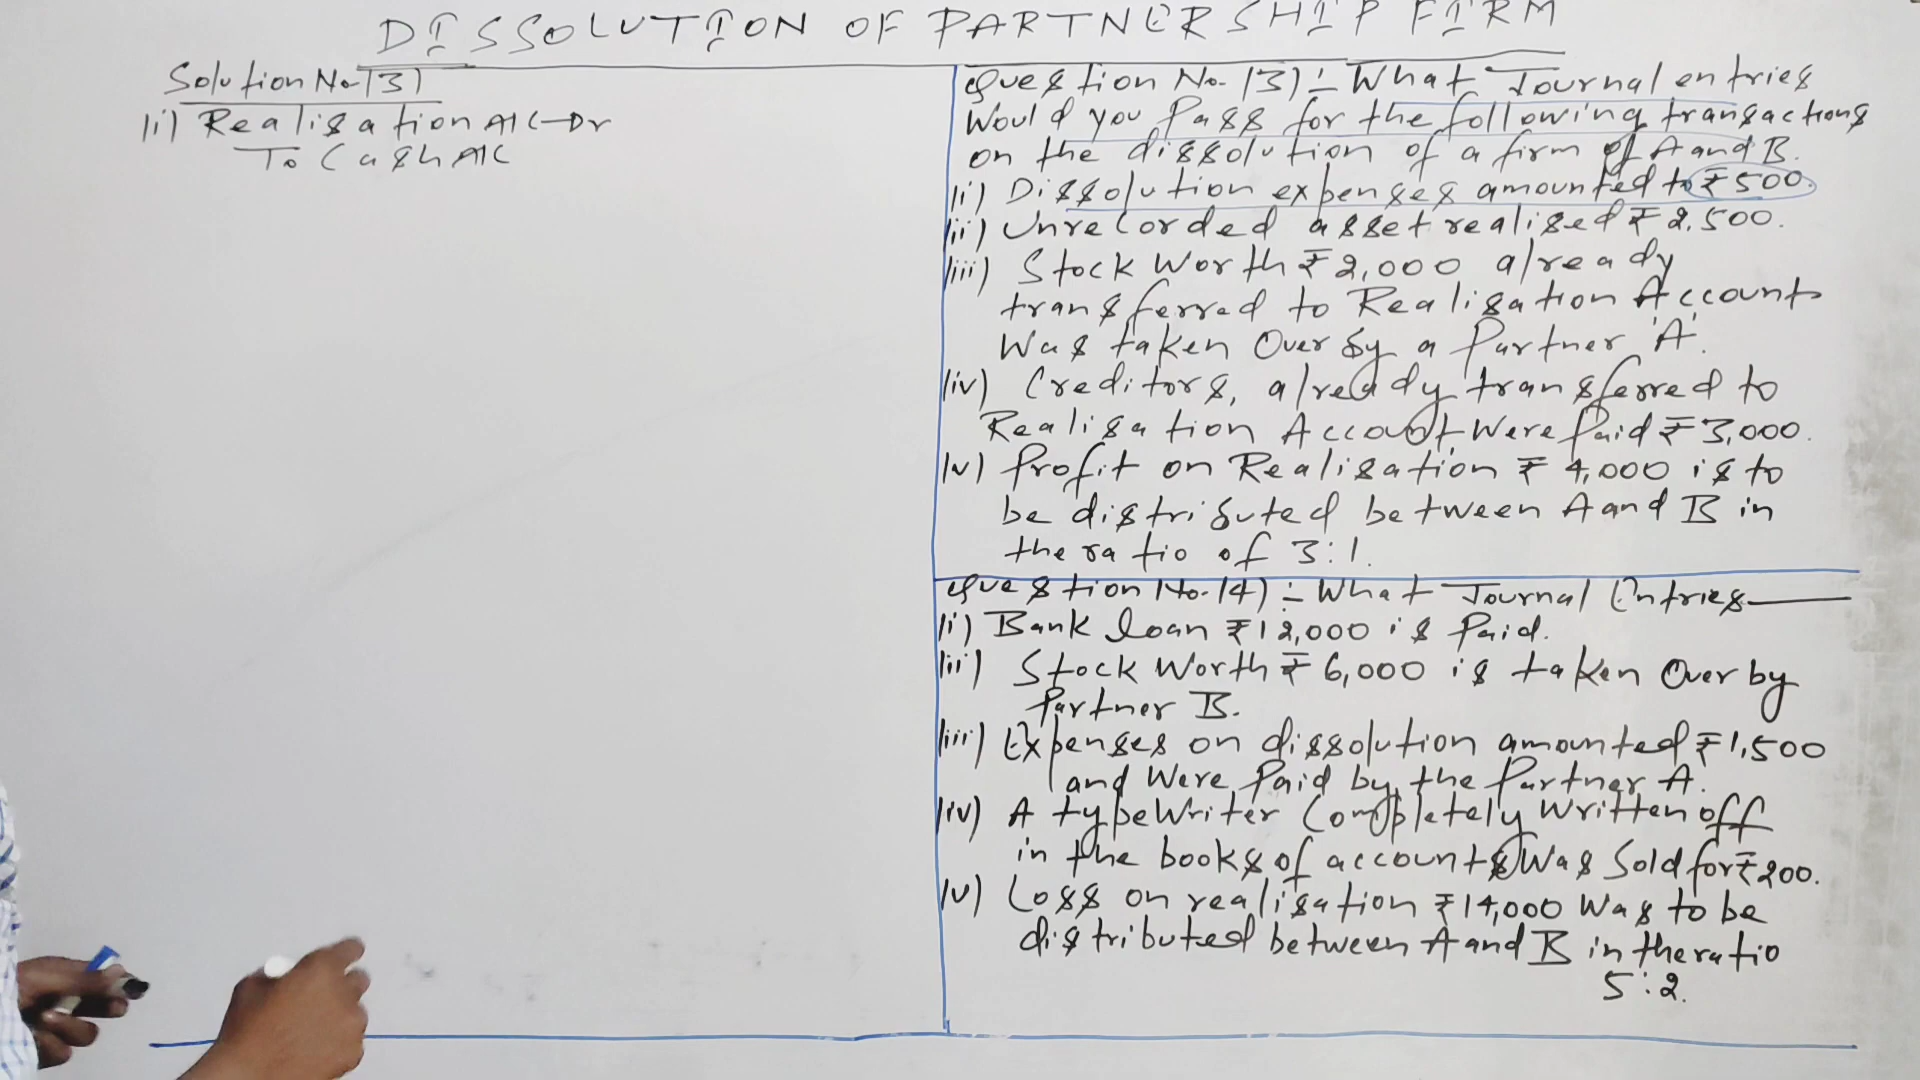 DISSOLUTION OF PARTNERSHIP FIRM
Solution No-13)
(i) Realisation A/C-Dr
To Cash A/C
Question No. 13):- What Journal entries
Would you Pass for the following transactions
on the dissolution of a firm of A and B.
(i) Dissolution expenses amounted to ₹500.
(ii) Unrecorded asset realised ₹2,500.
(iii) Stock Worth ₹2,000 already
transferred to Realisation Account
Was taken Over by a Partner 'A'.
(iv) Creditors, already transferred to
Realisation Account Were Paid ₹3,000.
(v) Profit on Realisation ₹4,000 is to
be distributed between A and B in
the ratio of 3:1.
Question No.14):- What Journal Entries
(i) Bank loan ₹12,000 is Paid.
(ii) Stock Worth ₹6,000 is taken Over by
Partner B.
(iii) Expenses on dissolution amounted ₹1,500
and Were Paid by the Partner A.
(iv) A typeWriter Completely Written off
in the books of accounts Was Sold for ₹200.
(v) Loss on realisation ₹14,000 Was to be
distributed between A and B in the ratio
5:2.